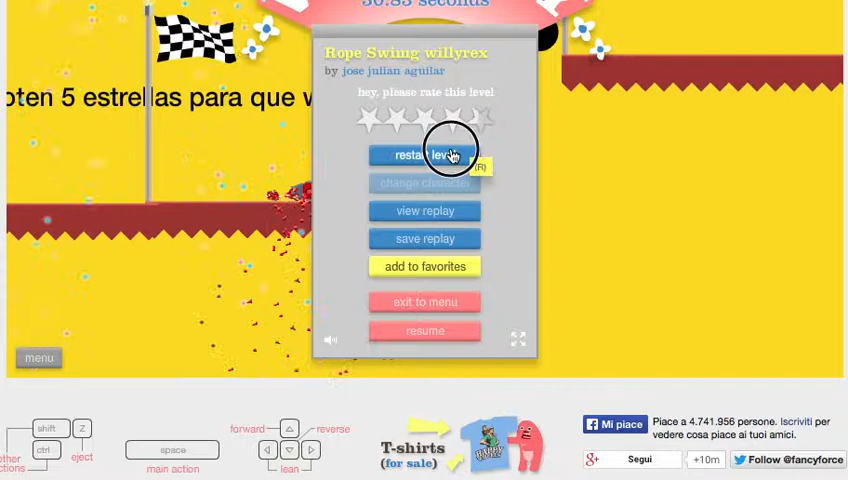 30.83 seconds
Rope Swiing willyrex
by jose julian aguilar
hey, please rate this level
oten 5 estrellas para que
restart level
(R)
change character
view replay
save replay
add to favorites
exit to menu
resume
menu
shift
Z
ctrl
eject
space
main action
forward
reverse
lean
T-shirts
(for sale)
HAPPY
Mi piace
Piace a 4.741.956 persone. Iscriviti per
vedere cosa piace ai tuoi amici.
Segui
+10m
Follow @fancyforce